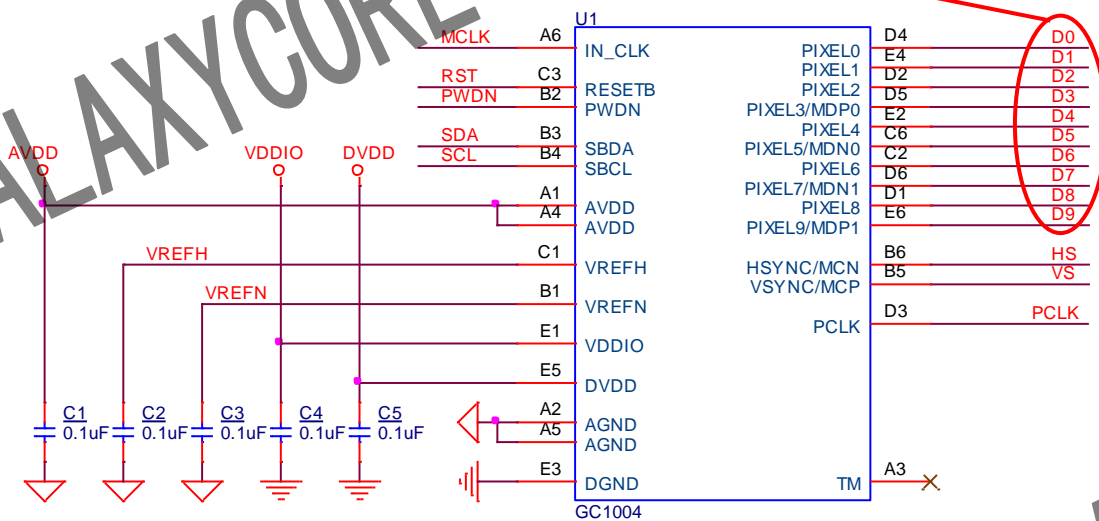 GALAXYCORE
U1
MCLK A6 IN_CLK PIXEL0 D4 D0
PIXEL1 E4 D1
RST C3 RESETB PIXEL2 D2 D2
PWDN B2 PWDN PIXEL3/MDP0 D5 D3
PIXEL4 E2 D4
SDA B3 SBDA PIXEL5/MDN0 C6 D5
SCL B4 SBCL PIXEL6 C2 D6
AVDD VDDIO DVDD
PIXEL7/MDN1 D6 D7
A1 AVDD PIXEL8 D1 D8
A4 AVDD PIXEL9/MDP1 E6 D9
VREFH C1 VREFH HSYNC/MCN B6 HS
VSYNC/MCP B5 VS
VREFN B1 VREFN
PCLK D3 PCLK
E1 VDDIO
E5 DVDD
C1 C2 C3 C4 C5
0.1uF 0.1uF 0.1uF 0.1uF 0.1uF
A2 AGND
A5 AGND
E3 DGND TM A3
GC1004